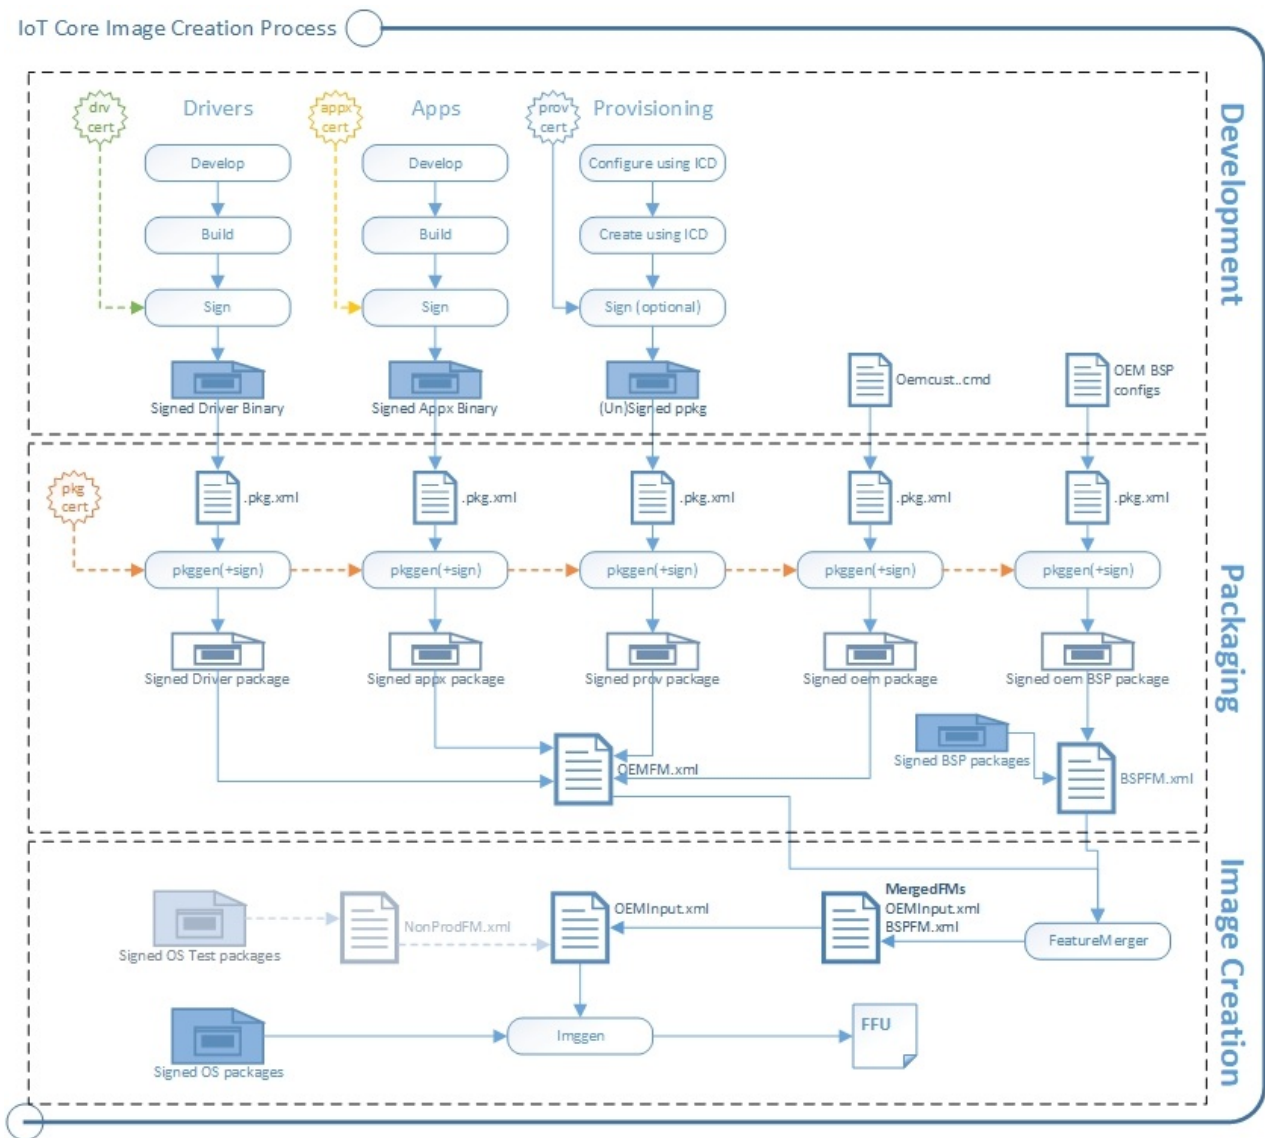 IoT Core Image Creation Process
drv
cert
Drivers
appx
cert
Apps
prov
cert
Provisioning
Development
Develop
Develop
Configure using ICD
Build
Build
Create using ICD
Sign
Sign
Sign (optional)
Signed Driver Binary
Signed Appx Binary
(Un)Signed ppkg
Oemcust..cmd
OEM BSP
configs
Packaging
pkg
cert
.pkg.xml
.pkg.xml
.pkg.xml
.pkg.xml
.pkg.xml
pkggen(+sign)
pkggen(+sign)
pkggen(+sign)
pkggen(+sign)
pkggen(+sign)
Signed Driver package
Signed appx package
Signed prov package
Signed oem package
Signed oem BSP package
Signed BSP packages
OEMFM.xml
BSPFM.xml
Image Creation
Signed OS Test packages
NonProdFM.xml
OEMInput.xml
MergedFMs
OEMInput.xml
BSPFM.xml
FeatureMerger
Signed OS packages
Imggen
FFU